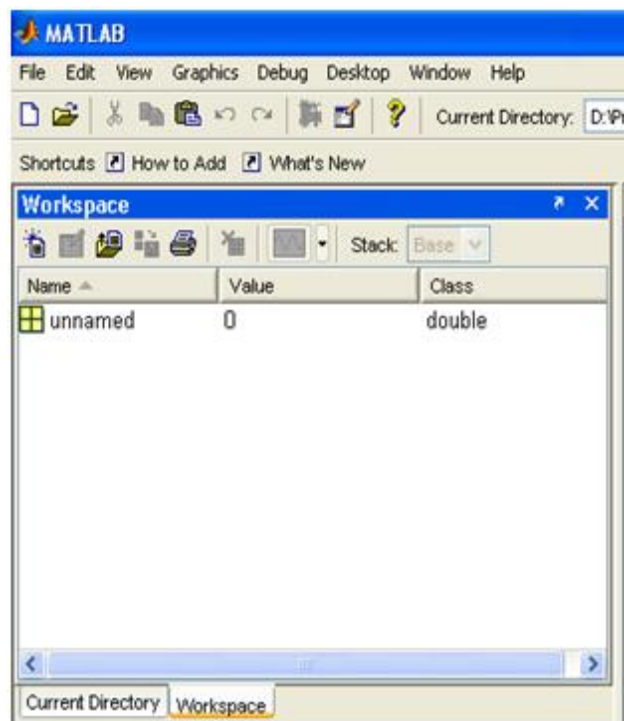 MATLAB
File Edit View Graphics Debug Desktop Window Help
Current Directory: D:\Pr
Shortcuts How to Add What's New
Workspace
Stack: Base
Name Value Class
unnamed 0 double
Current Directory Workspace